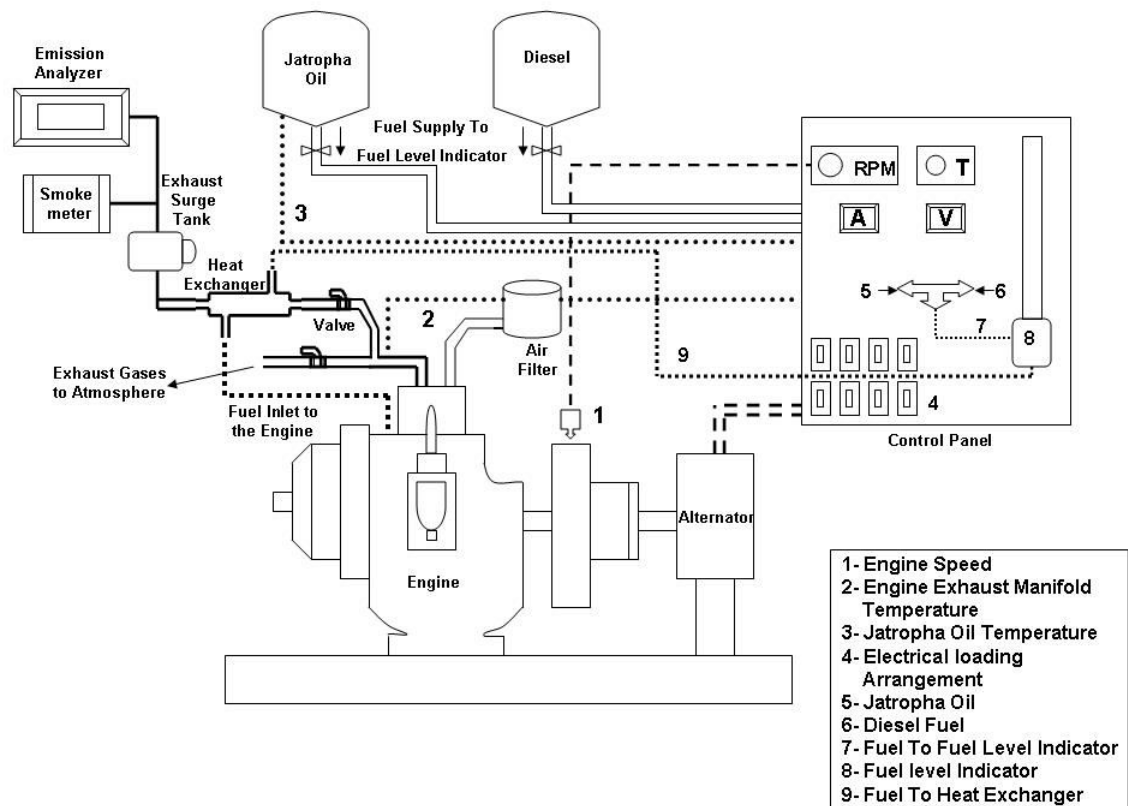 Emission
Analyzer
Jatropha
Oil
Diesel
Fuel Supply To
Fuel Level Indicator
RPM
T
Smoke
meter
Exhaust
Surge
Tank
A
V
3
Heat
Exchanger
5
6
Valve
2
7
8
Air
Filter
9
Exhaust Gases
to Atmosphere
Fuel Inlet to
the Engine
1
4
Control Panel
Alternator
Engine
1- Engine Speed
2- Engine Exhaust Manifold
Temperature
3- Jatropha Oil Temperature
4- Electrical loading
Arrangement
5- Jatropha Oil
6- Diesel Fuel
7- Fuel To Fuel Level Indicator
8- Fuel level Indicator
9- Fuel To Heat Exchanger